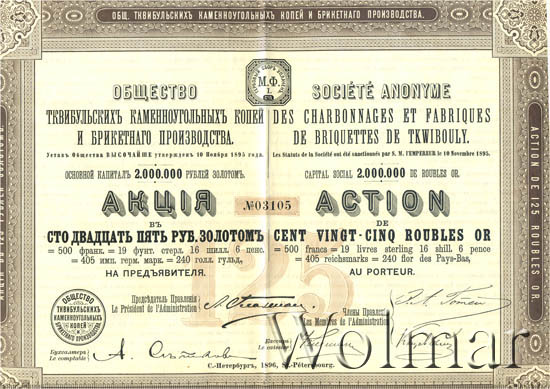 ОБЩ. ТКВИБУЛЬСКИХЪ КАМЕННОУГОЛЬНЫХЪ КОПЕЙ И БРИКЕТНАГО ПРОИЗВОДСТВА.
М.Ф.
ОБЩЕСТВО
ТКВИБУЛЬСКИХЪ КАМЕННОУГОЛЬНЫХЪ КОПЕЙ
И БРИКЕТНАГО ПРОИЗВОДСТВА.
Уставъ Общества ВЫСОЧАЙШЕ утвержденъ 10 Ноября 1895 года.
ОСНОВНОЙ КАПИТАЛЪ 2.000.000 РУБЛЕЙ ЗОЛОТОМЪ.
АКЦІЯ
ВЪ
СТО ДВАДЦАТЬ ПЯТЬ РУБ. ЗОЛОТОМЪ
= 500 франк. = 19 фунт. стерл. 16 шилл. 6 пенс.
= 405 имп. герм. марк. = 240 голл. гульд,
НА ПРЕДЪЯВИТЕЛЯ.
SOCIÉTÉ ANONYME
DES CHARBONNAGES ET FABRIQUES
DE BRIQUETTES DE TKWIBOULY.
Les Statuts de la Société ont été sanctionnés par S. M. l'EMPEREUR le 10 Novembre 1895.
CAPITAL SOCIAL 2.000.000 DE ROUBLES OR.
ACTION
DE
CENT VINGT-CINQ ROUBLES OR
= 500 francs = 19 livres sterling 16 shill. 6 pence
= 405 reichsmarks = 240 flor des Pays-Bas,
AU PORTEUR.
№03105
125
Предсѣдатель Правленія
Le Président de l'Administration
Члены Правленія
Les Membres de l'Administration
ОБЩЕСТВО
ТКВИБУЛЬСКИХЪ
КАМЕННОУГОЛЬНЫХЪ
КОПЕЙ
И БРИКЕТНАГО
ПРОИЗВОДСТВА
Бухгалтеръ
Le comptable
Кассиръ
Le caissier
С.-Петербургъ, 1896, St.-Pétersbourg.
ACTION DE 125 ROUBLES OR.
Wolmar